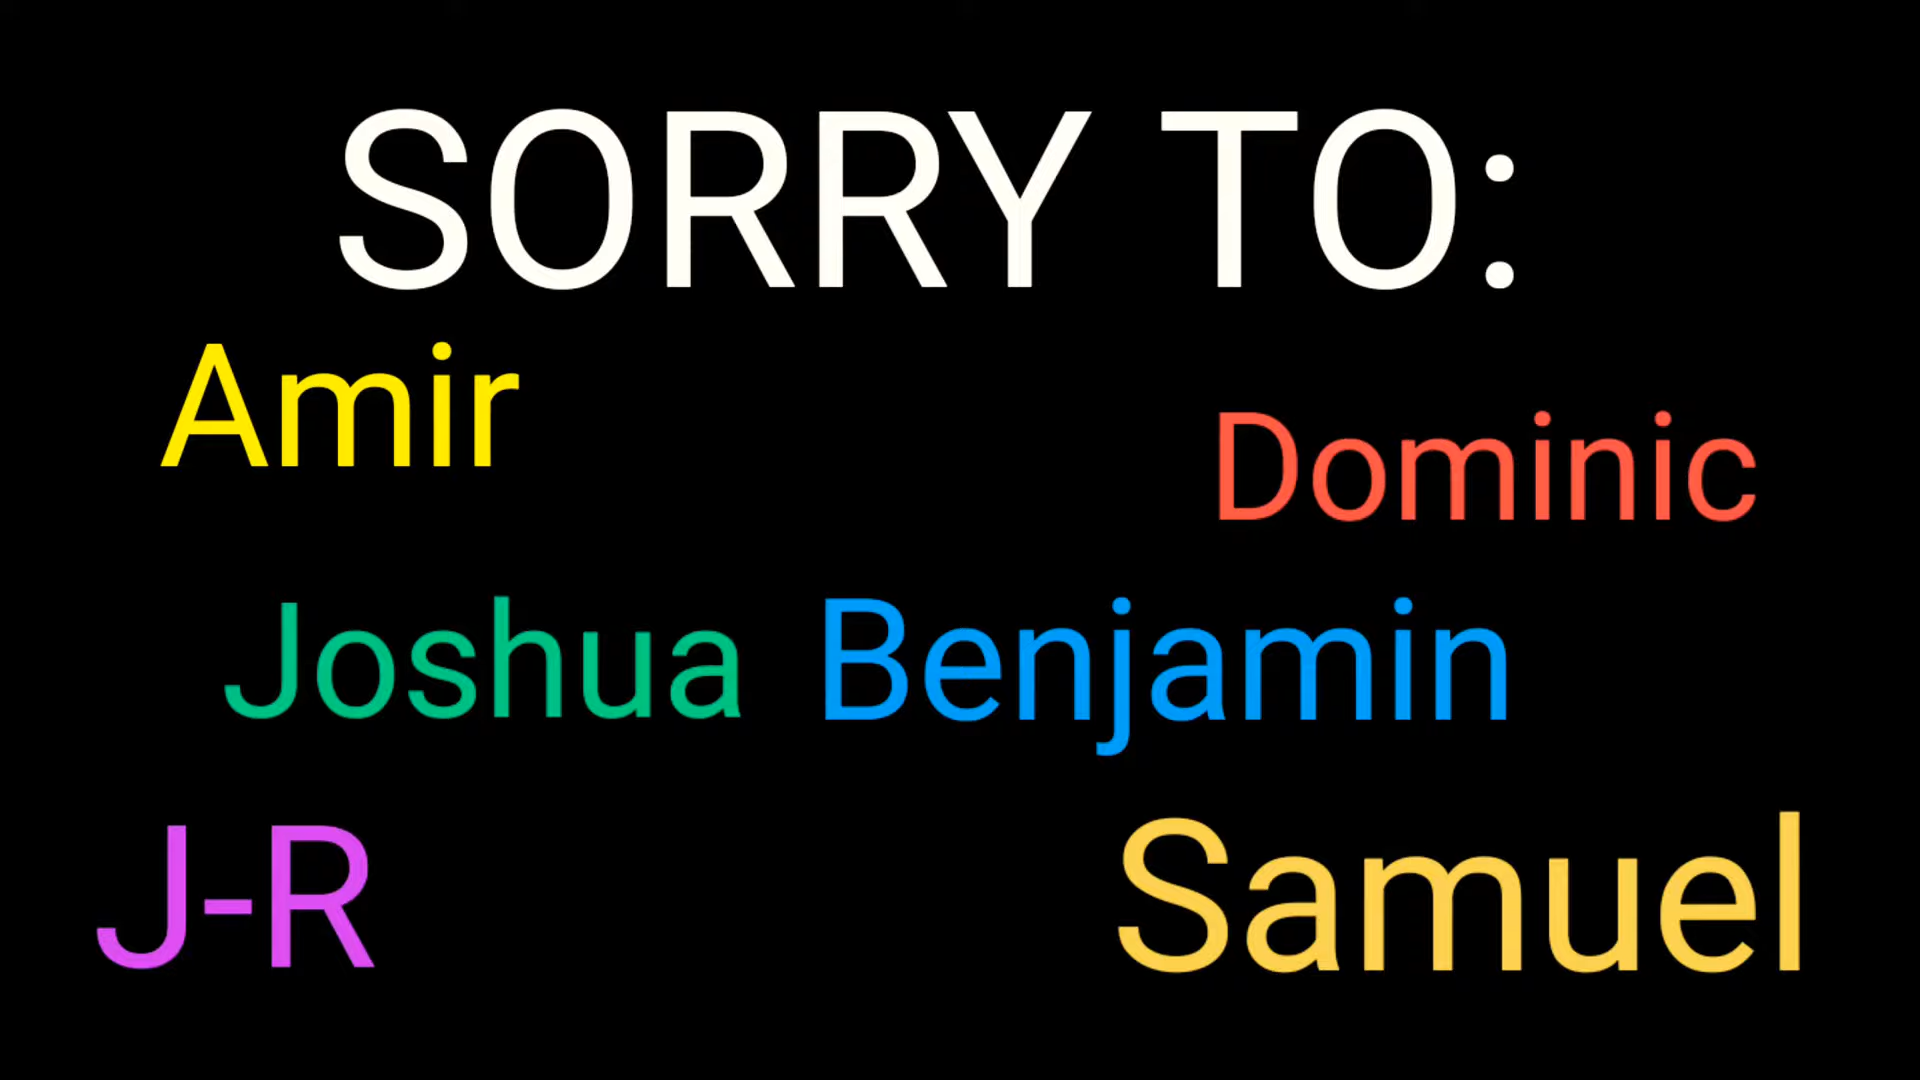 SORRY TO:
Amir
Dominic
Joshua Benjamin
J-R
Samuel